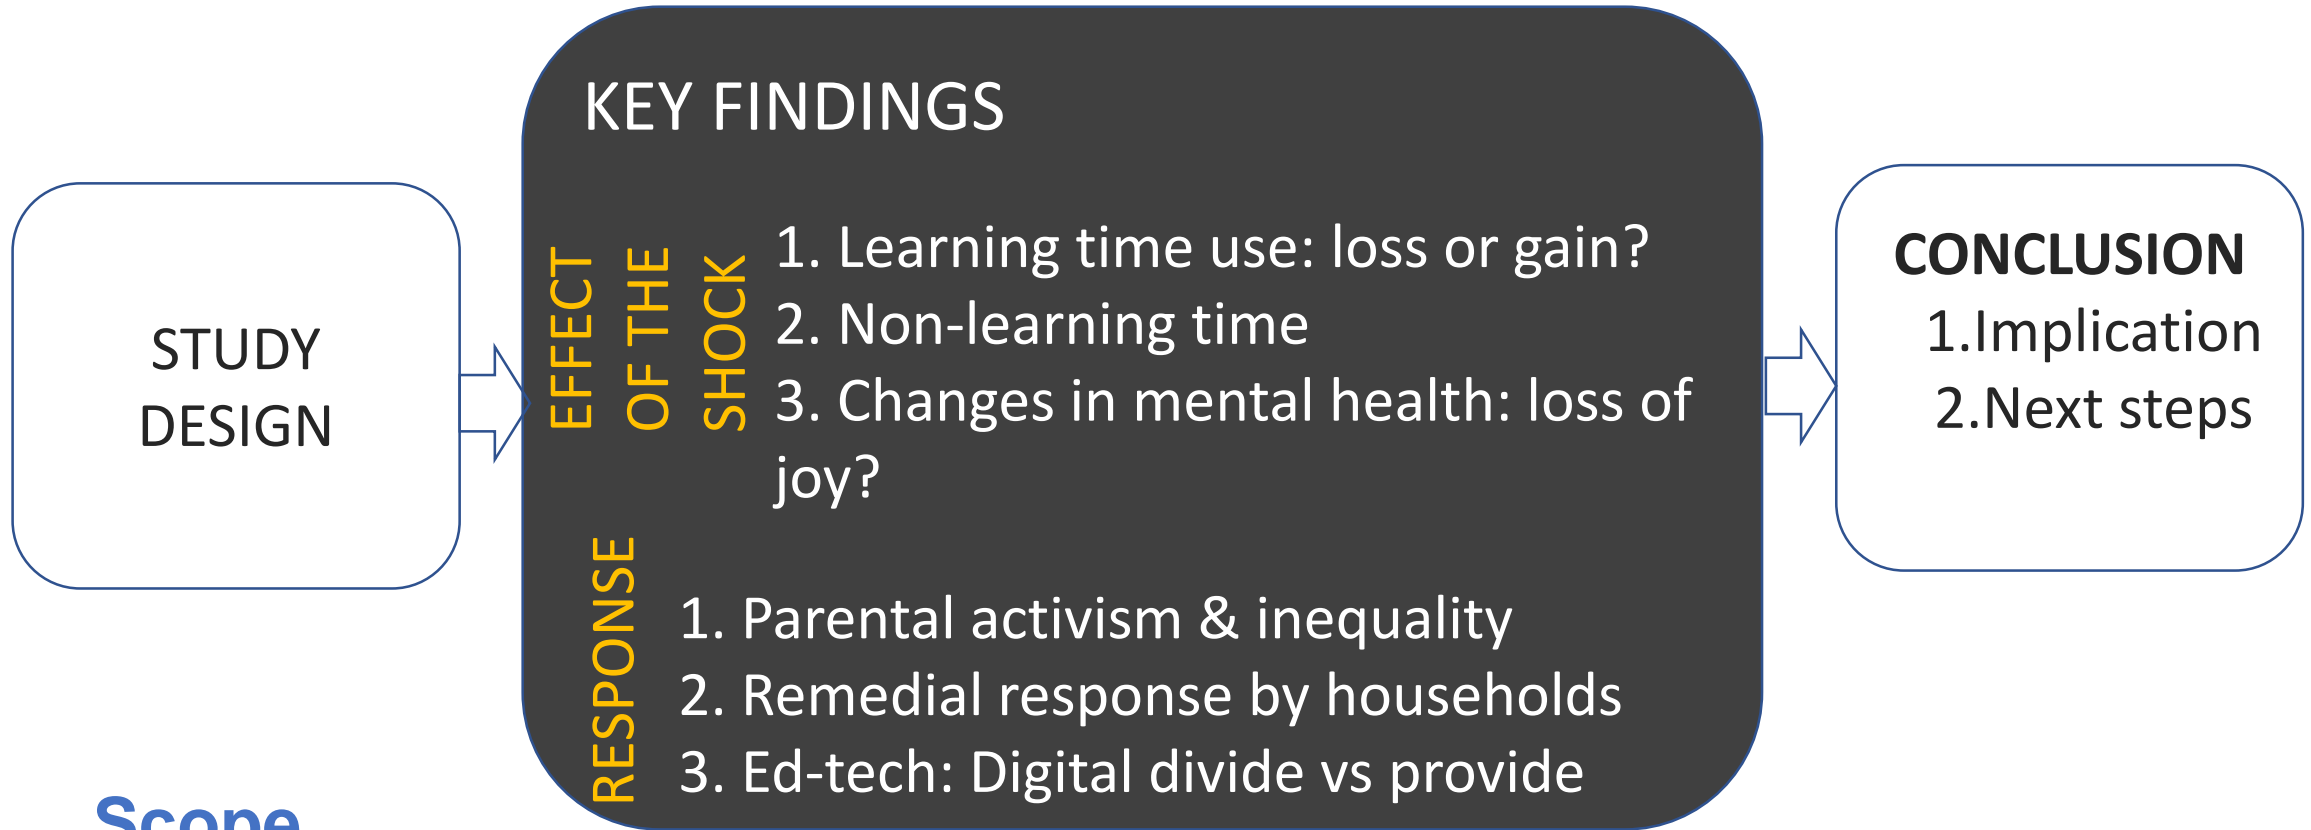 STUDY
DESIGN
KEY FINDINGS
EFFECT
OF THE
SHOCK
1. Learning time use: loss or gain?
2. Non-learning time
3. Changes in mental health: loss of
joy?
RESPONSE
1. Parental activism & inequality
2. Remedial response by households
3. Ed-tech: Digital divide vs provide
CONCLUSION
1.Implication
2.Next steps
Scope